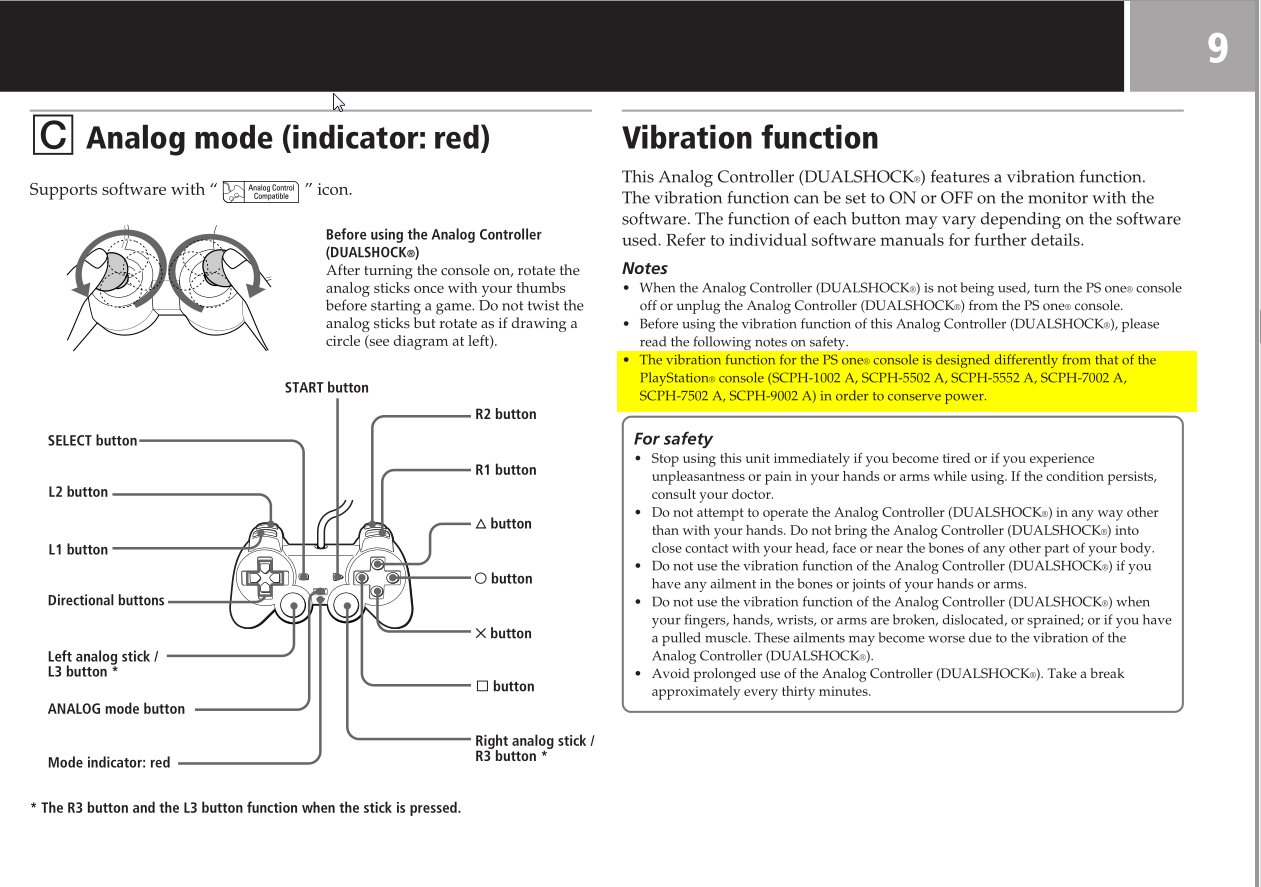 9
C Analog mode (indicator: red)
Supports software with “ Analog Control
Compatible ” icon.
Before using the Analog Controller
(DUALSHOCK®)
After turning the console on, rotate the
analog sticks once with your thumbs
before starting a game. Do not twist the
analog sticks but rotate as if drawing a
circle (see diagram at left).
START button
SELECT button
L2 button
L1 button
Directional buttons
Left analog stick /
L3 button *
ANALOG mode button
Mode indicator: red
R2 button
R1 button
△ button
○ button
✕ button
□ button
Right analog stick /
R3 button *
* The R3 button and the L3 button function when the stick is pressed.
Vibration function
This Analog Controller (DUALSHOCK®) features a vibration function.
The vibration function can be set to ON or OFF on the monitor with the
software. The function of each button may vary depending on the software
used. Refer to individual software manuals for further details.
Notes
• When the Analog Controller (DUALSHOCK®) is not being used, turn the PS one® console
off or unplug the Analog Controller (DUALSHOCK®) from the PS one® console.
• Before using the vibration function of this Analog Controller (DUALSHOCK®), please
read the following notes on safety.
• The vibration function for the PS one® console is designed differently from that of the
PlayStation® console (SCPH-1002 A, SCPH-5502 A, SCPH-5552 A, SCPH-7002 A,
SCPH-7502 A, SCPH-9002 A) in order to conserve power.
For safety
• Stop using this unit immediately if you become tired or if you experience
unpleasantness or pain in your hands or arms while using. If the condition persists,
consult your doctor.
• Do not attempt to operate the Analog Controller (DUALSHOCK®) in any way other
than with your hands. Do not bring the Analog Controller (DUALSHOCK®) into
close contact with your head, face or near the bones of any other part of your body.
• Do not use the vibration function of the Analog Controller (DUALSHOCK®) if you
have any ailment in the bones or joints of your hands or arms.
• Do not use the vibration function of the Analog Controller (DUALSHOCK®) when
your fingers, hands, wrists, or arms are broken, dislocated, or sprained; or if you have
a pulled muscle. These ailments may become worse due to the vibration of the
Analog Controller (DUALSHOCK®).
• Avoid prolonged use of the Analog Controller (DUALSHOCK®). Take a break
approximately every thirty minutes.